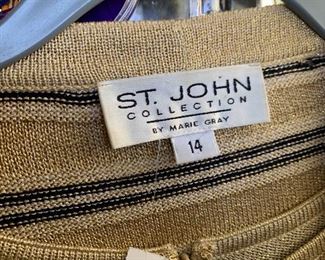 ST. JOHN
COLLECTION
BY MARIE GRAY
14